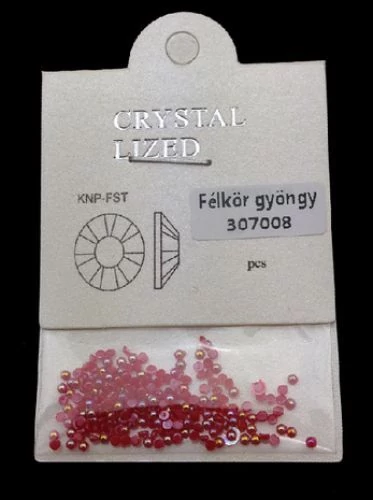 CRYSTAL
LIZED
KNP-FST
Félkör gyöngy
307008
pcs